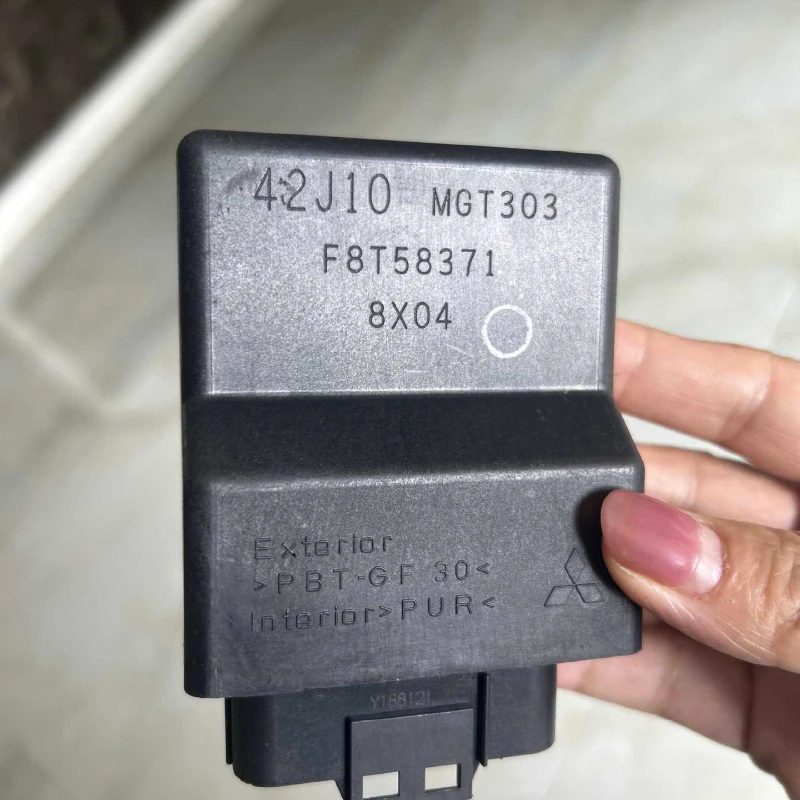 42J10 MGT303
F8T58371
8X04
Exterior
>PBT-GF 30<
Interior>PUR<